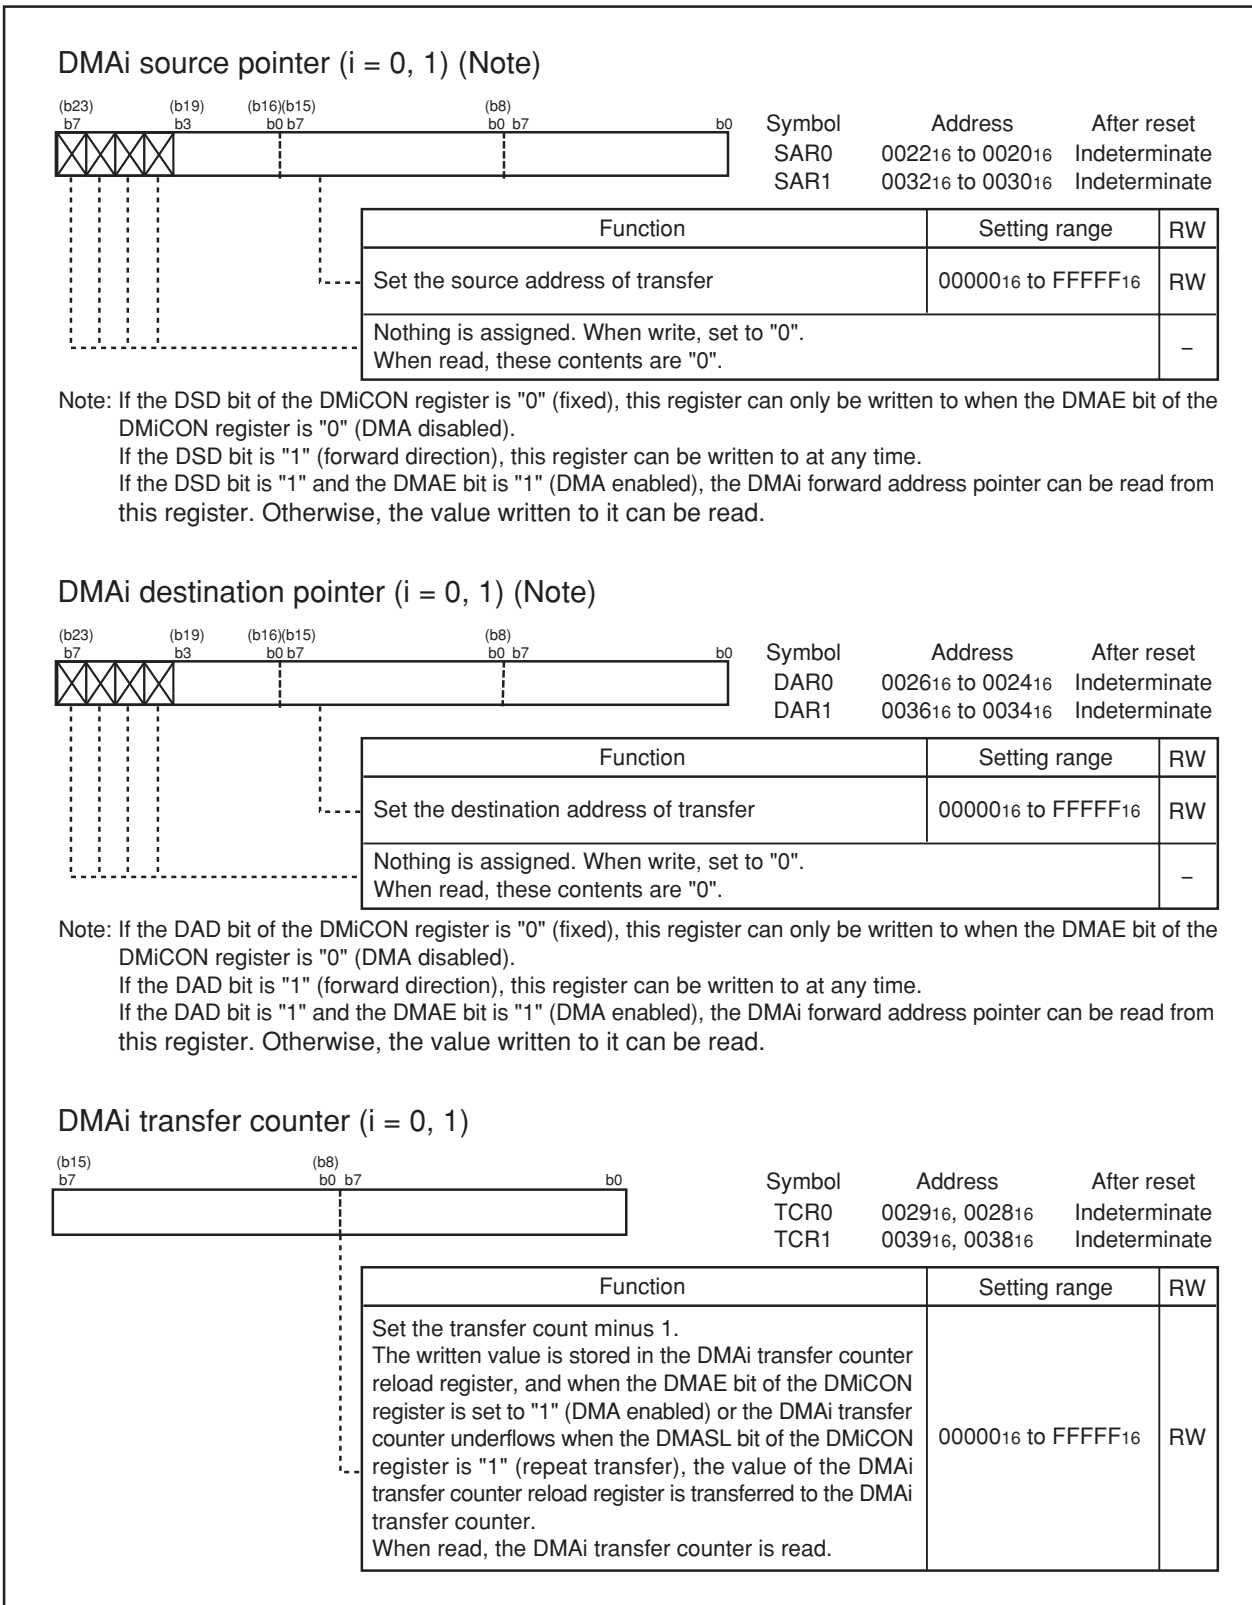 DMAi source pointer (i = 0, 1) (Note)
(b23) (b19) (b16)(b15) (b8)
b7 b3 b0 b7 b0 b7 b0
Symbol Address After reset
SAR0 002216 to 002016 Indeterminate
SAR1 003216 to 003016 Indeterminate
Function Setting range RW
Set the source address of transfer 0000016 to FFFFF16 RW
Nothing is assigned. When write, set to "0".
When read, these contents are "0". –
Note: If the DSD bit of the DMiCON register is "0" (fixed), this register can only be written to when the DMAE bit of the
DMiCON register is "0" (DMA disabled).
If the DSD bit is "1" (forward direction), this register can be written to at any time.
If the DSD bit is "1" and the DMAE bit is "1" (DMA enabled), the DMAi forward address pointer can be read from
this register. Otherwise, the value written to it can be read.
DMAi destination pointer (i = 0, 1) (Note)
(b23) (b19) (b16)(b15) (b8)
b7 b3 b0 b7 b0 b7 b0
Symbol Address After reset
DAR0 002616 to 002416 Indeterminate
DAR1 003616 to 003416 Indeterminate
Function Setting range RW
Set the destination address of transfer 0000016 to FFFFF16 RW
Nothing is assigned. When write, set to "0".
When read, these contents are "0". –
Note: If the DAD bit of the DMiCON register is "0" (fixed), this register can only be written to when the DMAE bit of the
DMiCON register is "0" (DMA disabled).
If the DAD bit is "1" (forward direction), this register can be written to at any time.
If the DAD bit is "1" and the DMAE bit is "1" (DMA enabled), the DMAi forward address pointer can be read from
this register. Otherwise, the value written to it can be read.
DMAi transfer counter (i = 0, 1)
(b15) (b8)
b7 b0 b7 b0
Symbol Address After reset
TCR0 002916, 002816 Indeterminate
TCR1 003916, 003816 Indeterminate
Function Setting range RW
Set the transfer count minus 1.
The written value is stored in the DMAi transfer counter
reload register, and when the DMAE bit of the DMiCON
register is set to "1" (DMA enabled) or the DMAi transfer
counter underflows when the DMASL bit of the DMiCON 0000016 to FFFFF16 RW
register is "1" (repeat transfer), the value of the DMAi
transfer counter reload register is transferred to the DMAi
transfer counter.
When read, the DMAi transfer counter is read.